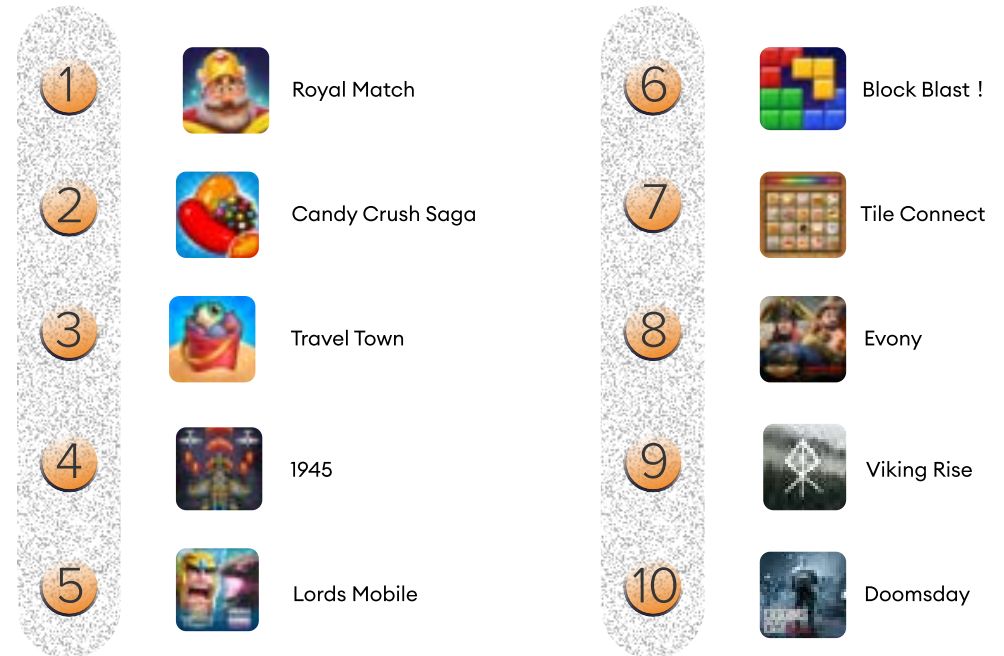 1
Royal Match
2
Candy Crush Saga
3
Travel Town
4
1945
5
Lords Mobile
6
Block Blast !
7
Tile Connect
8
Evony
9
Viking Rise
10
Doomsday